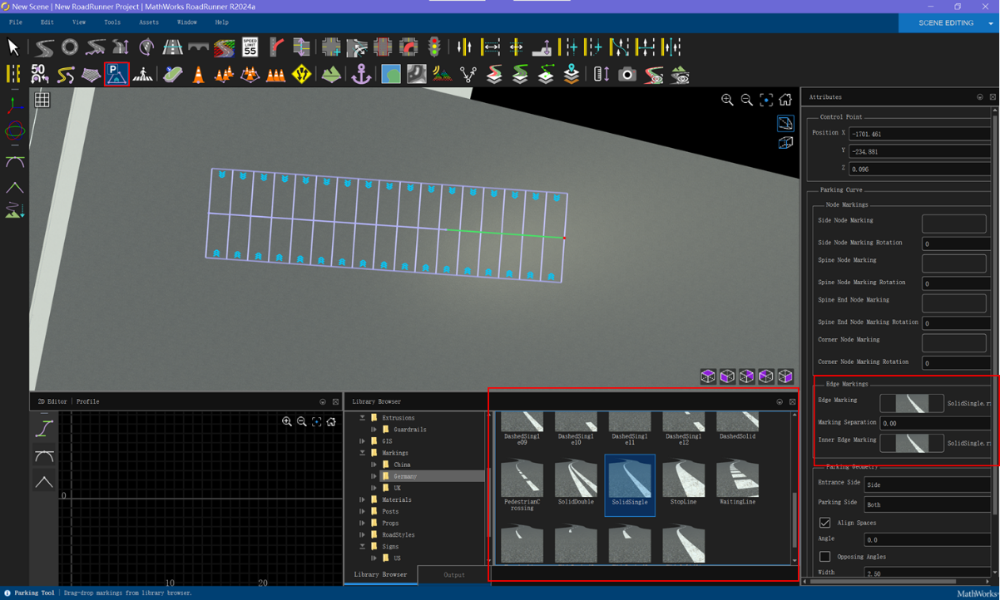 New Scene | New RoadRunner Project | MathWorks RoadRunner R2024a
File Edit View Tools Assets Window Help
SCENE EDITING
SPEED LIMIT 55
50
P
Attributes
Control Point
Position X -1701.461
Y -234.881
Z 0.096
Parking Curve
Node Markings
Side Node Marking
Side Node Marking Rotation 0
Spine Node Marking
Spine Node Marking Rotation 0
Spine End Node Marking
Spine End Node Marking Rotation 0
Corner Node Marking
Corner Node Marking Rotation 0
Edge Markings
Edge Marking SolidSingle.r
Marking Separation 0.00
Inner Edge Marking SolidSingle.r
Parking Geometry
Entrance Side Side
Parking Side Both
Align Spaces
Angle 0.0
Opposing Angles
Width 2.50
2D Editor | Profile
0
10 20
Library Browser
Extrusions
Guardrails
GIS
Markings
China
Germany
UK
Materials
Posts
Props
RoadStyles
Signs
US
DashedSingle09 DashedSingle10 DashedSingle11 DashedSingle12 DashedSolid
PedestrianCrossing SolidDouble SolidSingle StopLine WaitingLine
Library Browser Output
Parking Tool | Drag-drop markings from library browser.
MathWorks